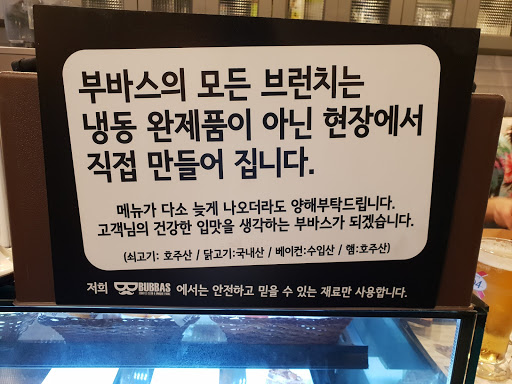 부바스의 모든 브런치는
냉동 완제품이 아닌 현장에서
직접 만들어 집니다.
메뉴가 다소 늦게 나오더라도 양해부탁드립니다.
고객님의 건강한 입맛을 생각하는 부바스가 되겠습니다.
(쇠고기: 호주산 / 닭고기:국내산 / 베이컨:수입산 / 햄:호주산)
저희 BUBBAS 에서는 안전하고 믿을 수 있는 재료만 사용합니다.